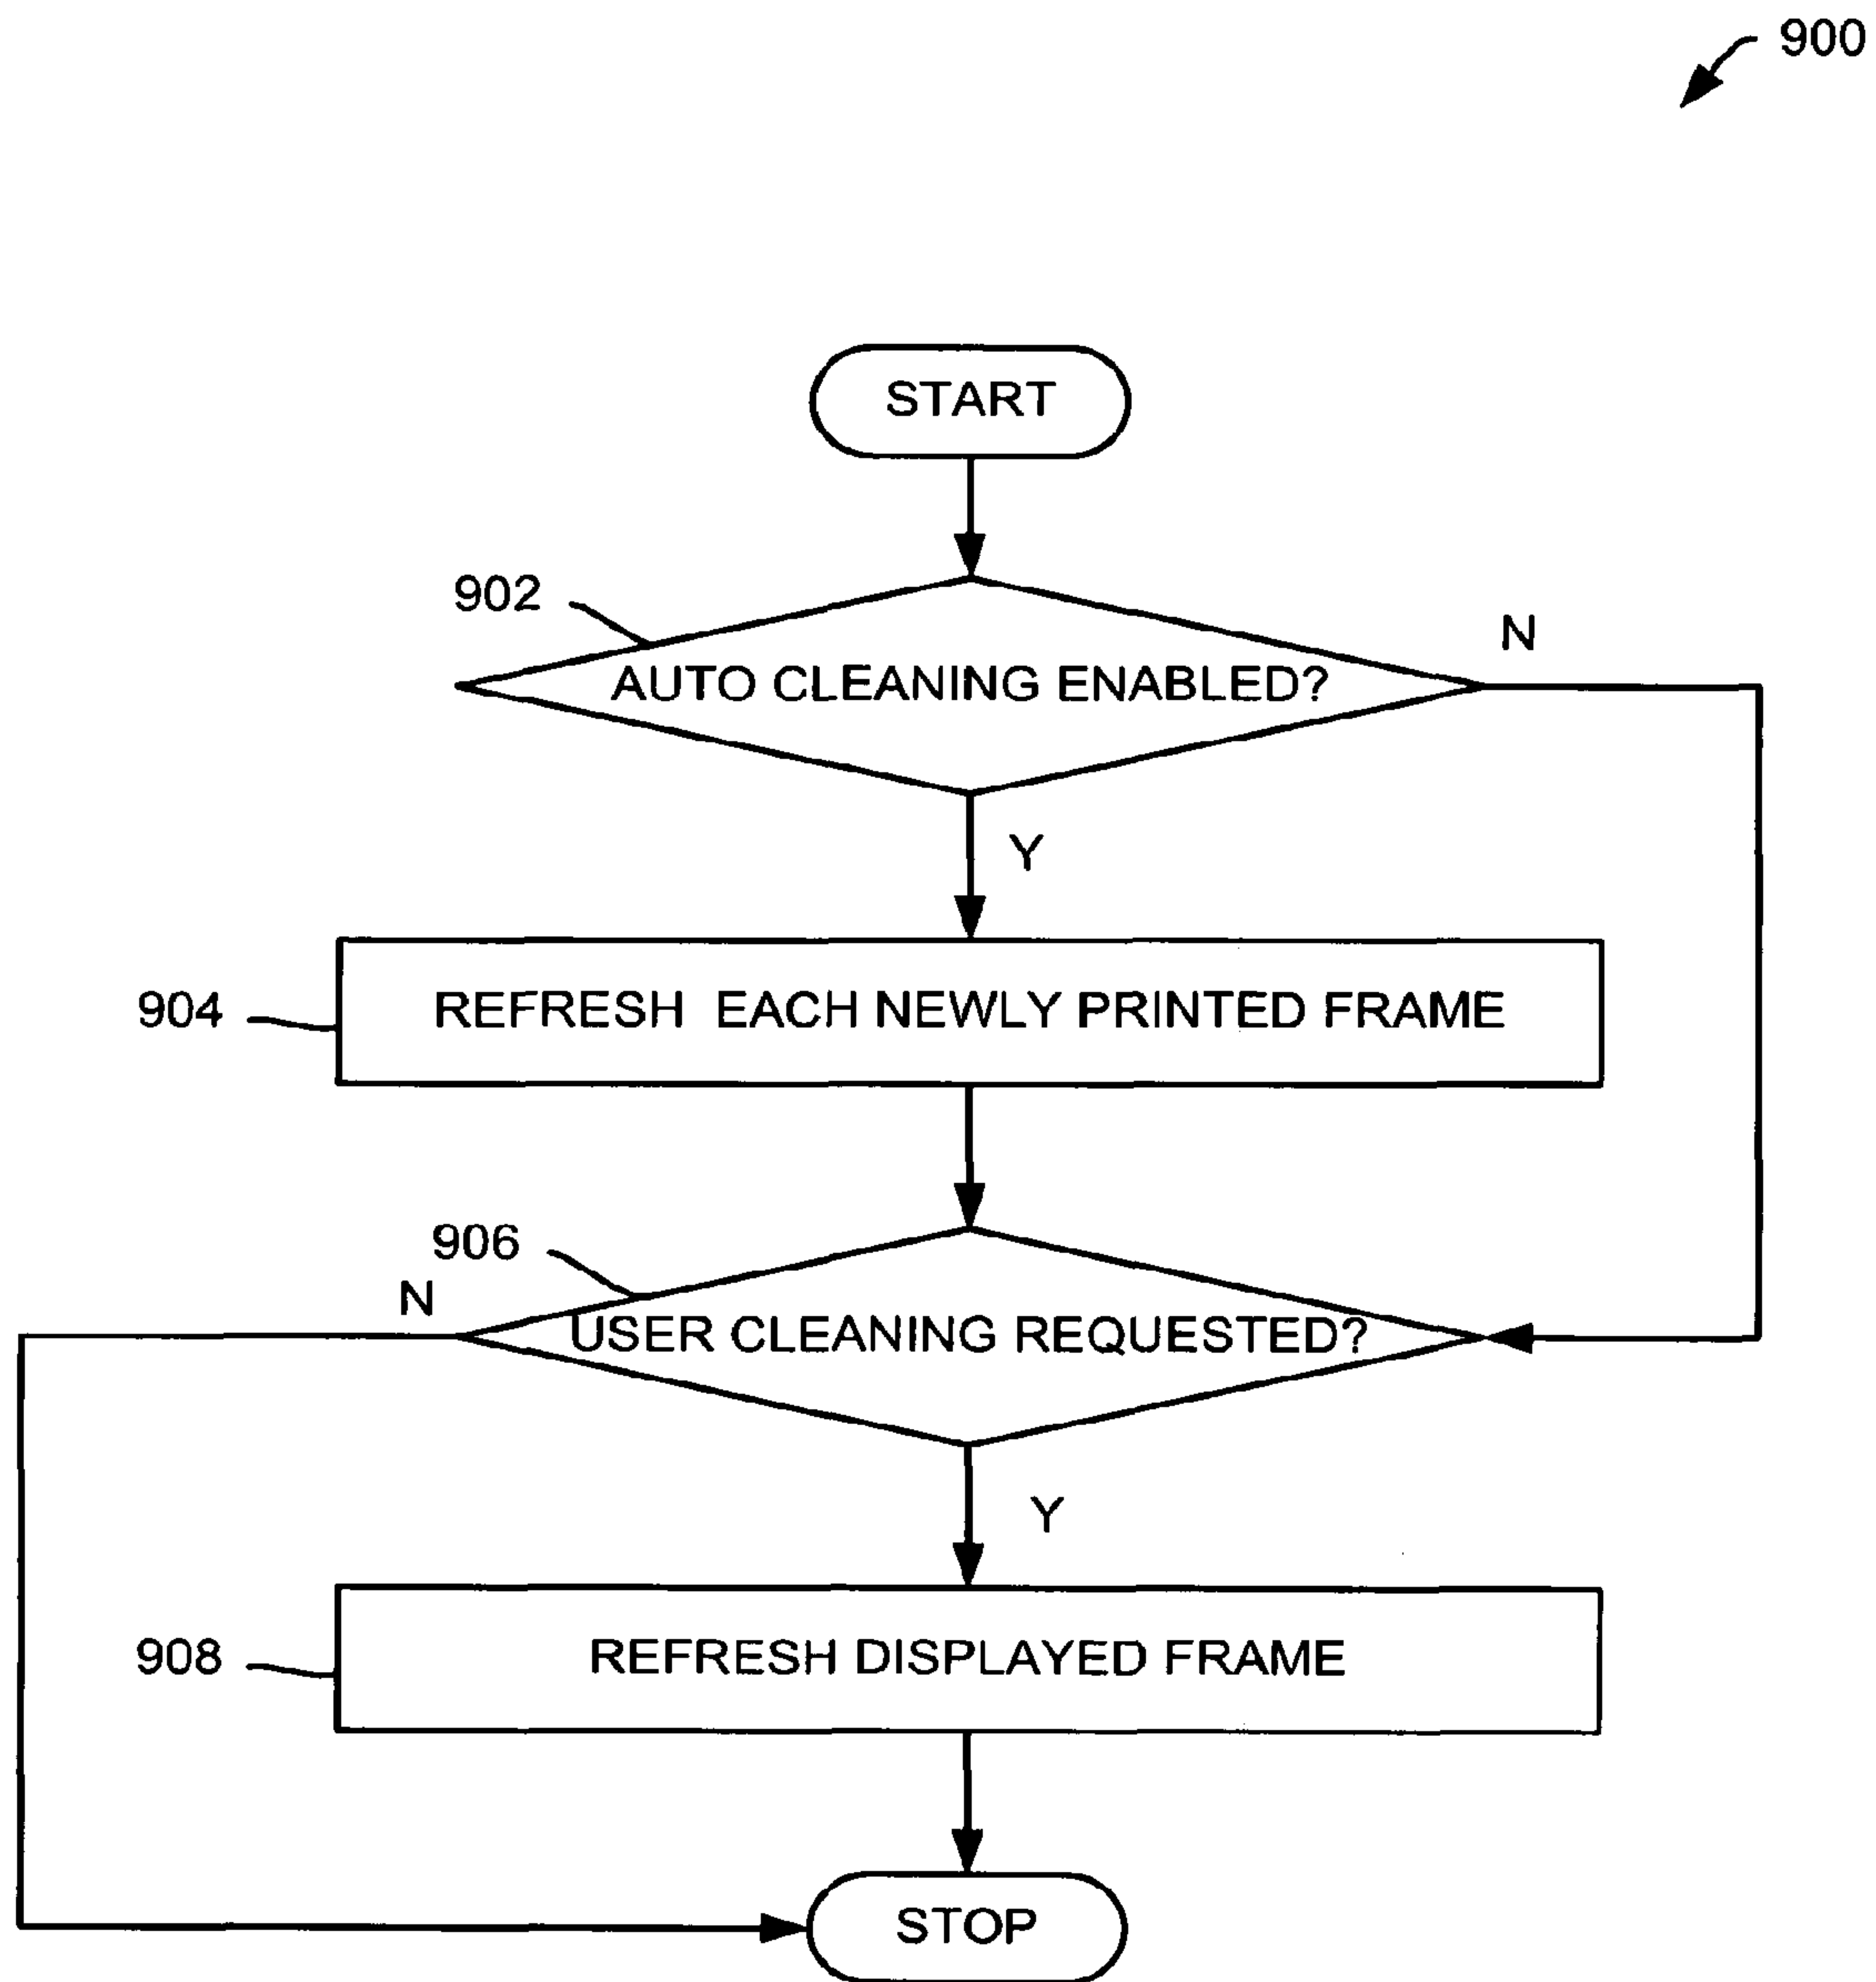 900
START
902
N
AUTO CLEANING ENABLED?
Y
904
REFRESH EACH NEWLY PRINTED FRAME
906
N
USER CLEANING REQUESTED?
Y
908
REFRESH DISPLAYED FRAME
STOP